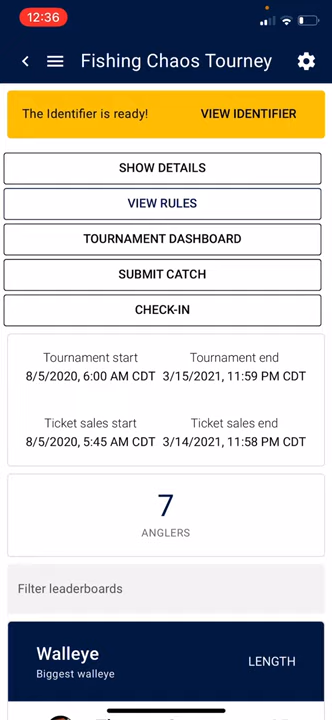 12:36
Fishing Chaos Tourney
The Identifier is ready! VIEW IDENTIFIER
SHOW DETAILS
VIEW RULES
TOURNAMENT DASHBOARD
SUBMIT CATCH
CHECK-IN
Tournament start Tournament end
8/5/2020, 6:00 AM CDT 3/15/2021, 11:59 PM CDT
Ticket sales start Ticket sales end
8/5/2020, 5:45 AM CDT 3/14/2021, 11:58 PM CDT
7
ANGLERS
Filter leaderboards
Walleye LENGTH
Biggest walleye